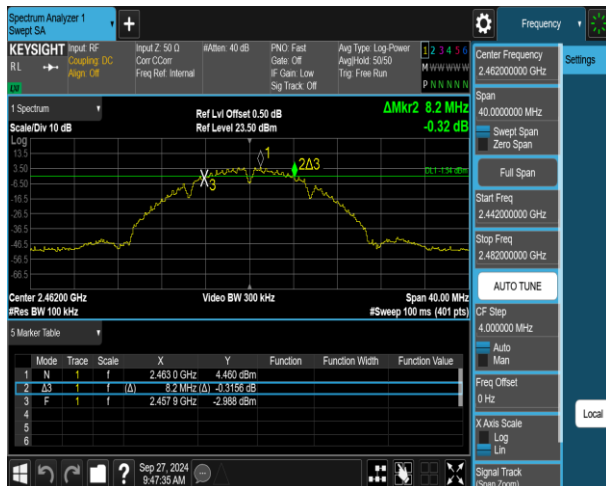 Spectrum Analyzer 1
Swept SA
+
Frequency
KEYSIGHT Input: RF Input Z: 50 Ω #Atten: 40 dB PNO: Fast Avg Type: Log-Power 1 2 3 4 5 6
RL Coupling: DC Corr CCorr Gate: Off Avg|Hold: 50/50 M W W W W W
Align: Off Freq Ref: Internal IF Gain: Low Trig: Free Run
Sig Track: Off P N N N N N
Center Frequency
2.462000000 GHz
Settings
1 Spectrum
Ref Lvl Offset 0.50 dB
ΔMkr2 8.2 MHz
Scale/Div 10 dB Ref Level 23.50 dBm -0.32 dB
Span
40.0000000 MHz
Swept Span
Zero Span
Full Span
Start Freq
2.442000000 GHz
Stop Freq
2.482000000 GHz
AUTO TUNE
CF Step
4.000000 MHz
Auto
Man
Freq Offset
0 Hz
X Axis Scale
Log
Lin
Signal Track
(Span Zoom)
Local
Log
13.5
3.50
-6.50
-16.5
-26.5
-36.5
-46.5
-56.5
-66.5
1
2Δ3
3
DL1 -1.54 dBm
Center 2.46200 GHz Video BW 300 kHz Span 40.00 MHz
#Res BW 100 kHz #Sweep 100 ms (401 pts)
5 Marker Table
Mode Trace Scale X Y Function Function Width Function Value
1 N 1 f 2.463 0 GHz 4.460 dBm
2 Δ3 1 f (Δ) 8.2 MHz (Δ) -0.3156 dB
3 F 1 f 2.457 9 GHz -2.988 dBm
4
5
6
? Sep 27, 2024
9:47:35 AM